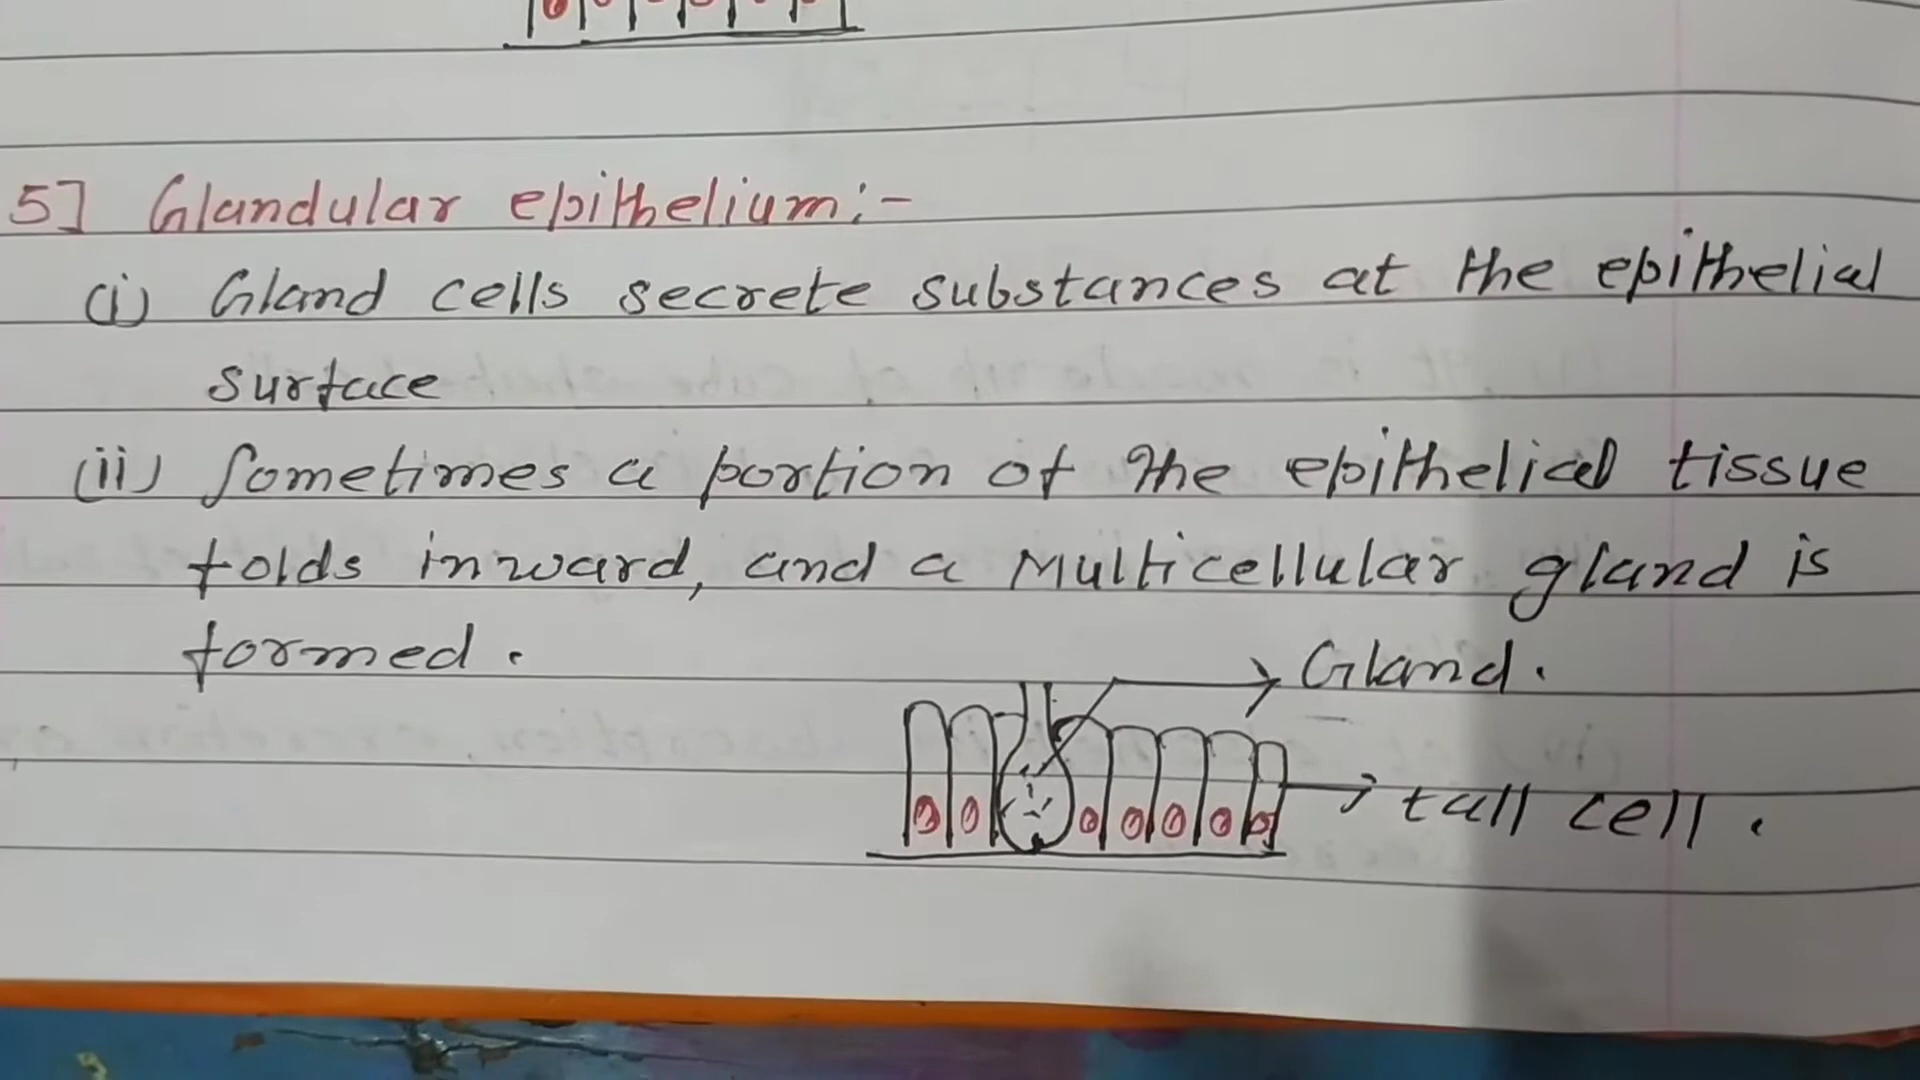 5] Glandular epithelium:-
(i) Gland cells secrete substances at the epithelial
surface
(ii) Sometimes a portion of the epithelial tissue
folds inward, and a Multicellular gland is
formed.
Gland.
tall cell.